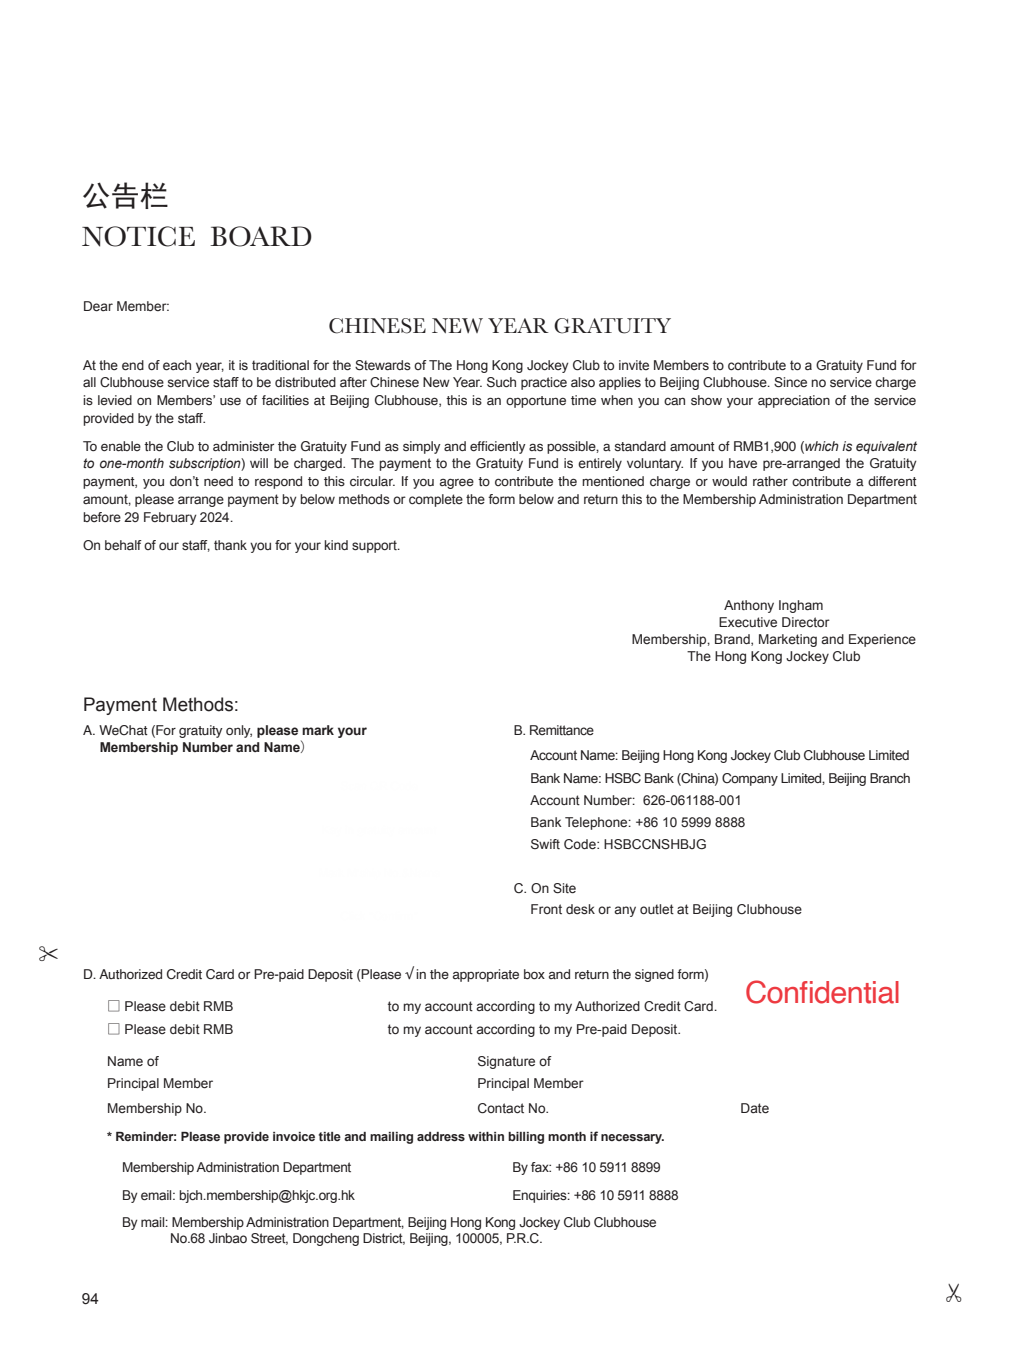 公告栏
NOTICE BOARD
Dear Member:
CHINESE NEW YEAR GRATUITY
At the end of each year, it is traditional for the Stewards of The Hong Kong Jockey Club to invite Members to contribute to a Gratuity Fund for
all Clubhouse service staff to be distributed after Chinese New Year. Such practice also applies to Beijing Clubhouse. Since no service charge
is levied on Members' use of facilities at Beijing Clubhouse, this is an opportune time when you can show your appreciation of the service
provided by the staff.
To enable the Club to administer the Gratuity Fund as simply and efficiently as possible, a standard amount of RMB1,900 (which is equivalent
to one-month subscription) will be charged. The payment to the Gratuity Fund is entirely voluntary. If you have pre-arranged the Gratuity
payment, you don't need to respond to this circular. If you agree to contribute the mentioned charge or would rather contribute a different
amount, please arrange payment by below methods or complete the form below and return this to the Membership Administration Department
before 29 February 2024.
On behalf of our staff, thank you for your kind support.
Anthony Ingham
Executive Director
Membership, Brand, Marketing and Experience
The Hong Kong Jockey Club
Payment Methods:
A. WeChat (For gratuity only, please mark your
Membership Number and Name）
B. Remittance
Account Name: Beijing Hong Kong Jockey Club Clubhouse Limited
Bank Name: HSBC Bank (China) Company Limited, Beijing Branch
Account Number: 626-061188-001
Bank Telephone: +86 10 5999 8888
Swift Code: HSBCCNSHBJG
C. On Site
Front desk or any outlet at Beijing Clubhouse
D. Authorized Credit Card or Pre-paid Deposit (Please √ in the appropriate box and return the signed form)
Confidential
□ Please debit RMB to my account according to my Authorized Credit Card.
□ Please debit RMB to my account according to my Pre-paid Deposit.
Name of Signature of
Principal Member Principal Member
Membership No. Contact No. Date
* Reminder: Please provide invoice title and mailing address within billing month if necessary.
Membership Administration Department By fax: +86 10 5911 8899
By email: bjch.membership@hkjc.org.hk Enquiries: +86 10 5911 8888
By mail: Membership Administration Department, Beijing Hong Kong Jockey Club Clubhouse
No.68 Jinbao Street, Dongcheng District, Beijing, 100005, P.R.C.
94